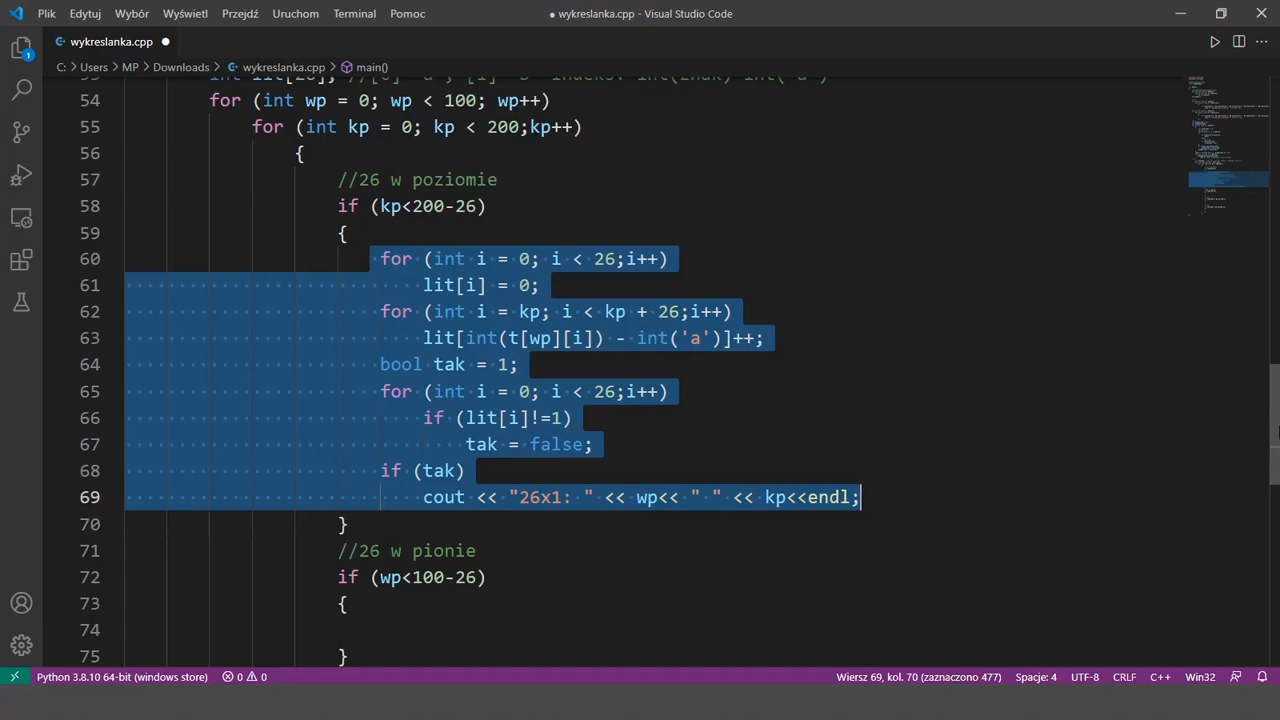 Plik Edytuj Wybór Wyświetl Przejdź Uruchom Terminal Pomoc
● wykreslanka.cpp - Visual Studio Code
wykreslanka.cpp ●
C: > Users > MP > Downloads > wykreslanka.cpp > main()
54 for (int wp = 0; wp < 100; wp++)
55 for (int kp = 0; kp < 200;kp++)
56 {
57 //26 w poziomie
58 if (kp<200-26)
59 {
60 for (int i = 0; i < 26;i++)
61 lit[i] = 0;
62 for (int i = kp; i < kp + 26;i++)
63 lit[int(t[wp][i]) - int('a')]++;
64 bool tak = 1;
65 for (int i = 0; i < 26;i++)
66 if (lit[i]!=1)
67 tak = false;
68 if (tak)
69 cout << "26x1: " << wp<< " " << kp<<endl;
70 }
71 //26 w pionie
72 if (wp<100-26)
73 {
74
75 }
1
Python 3.8.10 64-bit (windows store) 0 0 Wiersz 69, kol. 70 (zaznaczono 477) Spacje: 4 UTF-8 CRLF C++ Win32